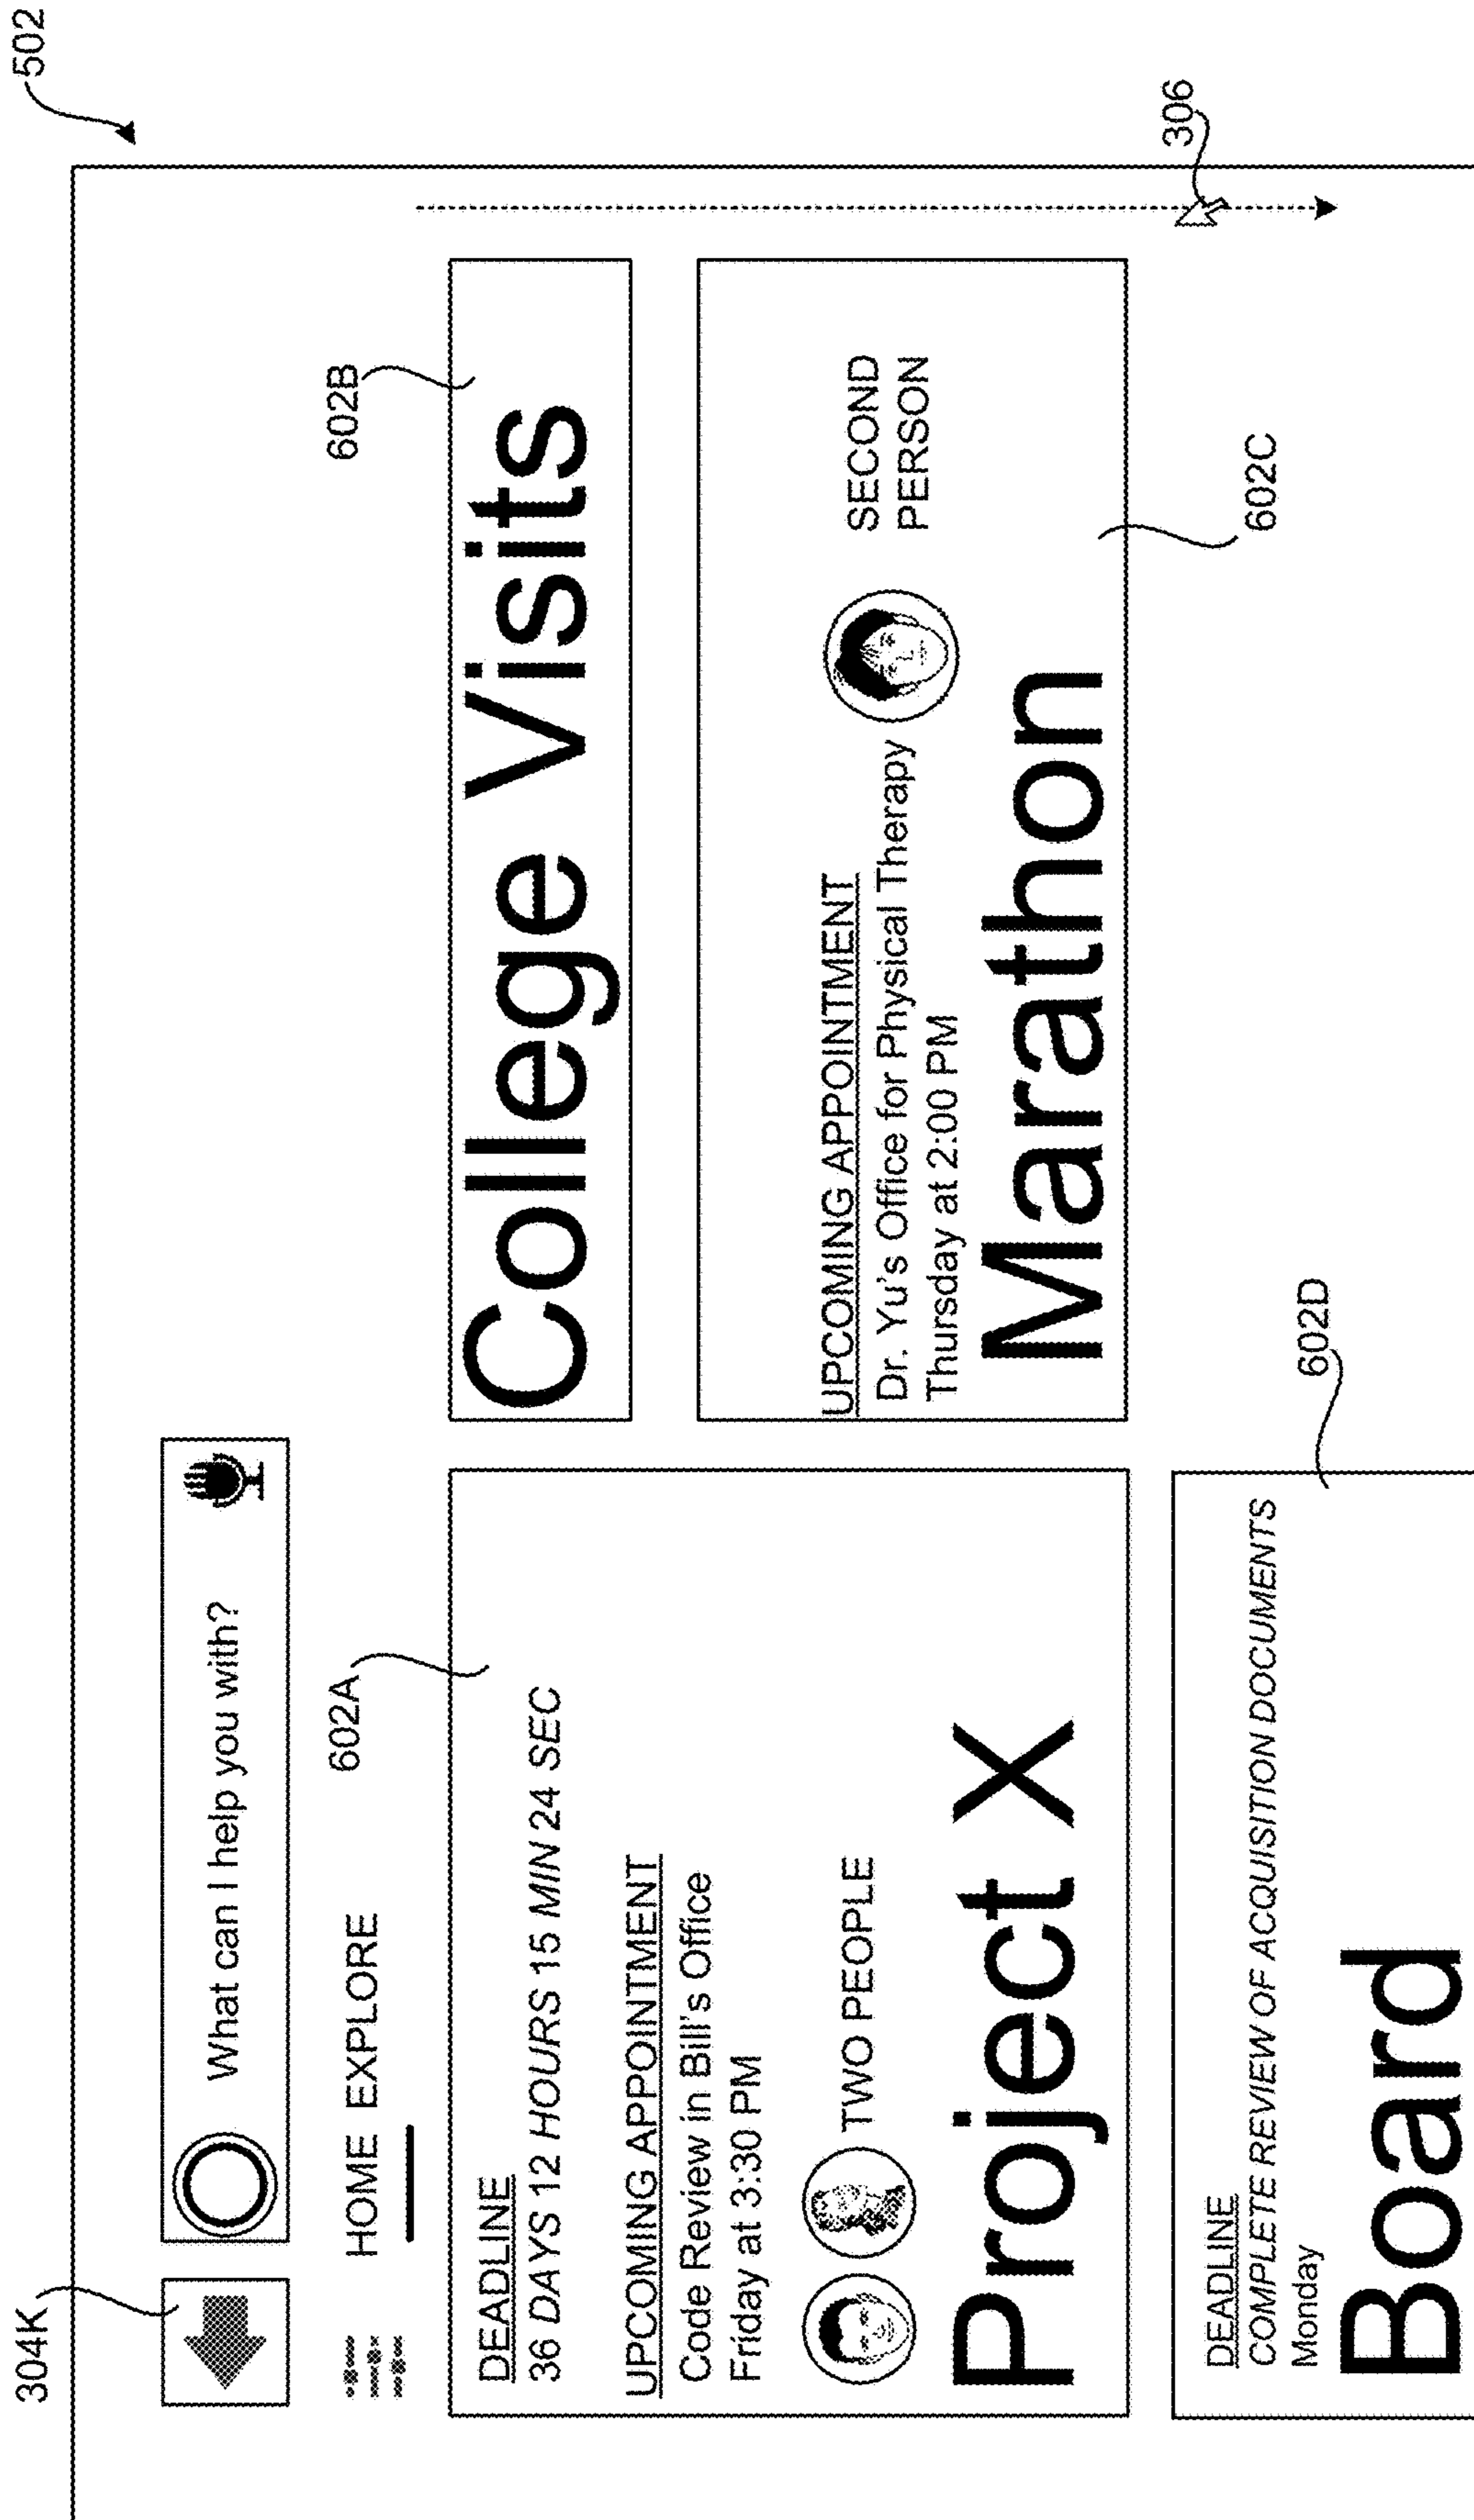 502
304K
What can I help you with?
HOME EXPLORE
602A
602B
DEADLINE
36 DAYS 12 HOURS 15 MIN 24 SEC
UPCOMING APPOINTMENT
Code Review in Bill's Office
Friday at 3:30 PM
TWO PEOPLE
Project X
College Visits
UPCOMING APPOINTMENT
Dr. Yu's Office for Physical Therapy
Thursday at 2:00 PM
SECOND
PERSON
Marathon
306
602C
602D
DEADLINE
COMPLETE REVIEW OF ACQUISITION DOCUMENTS
Monday
Board